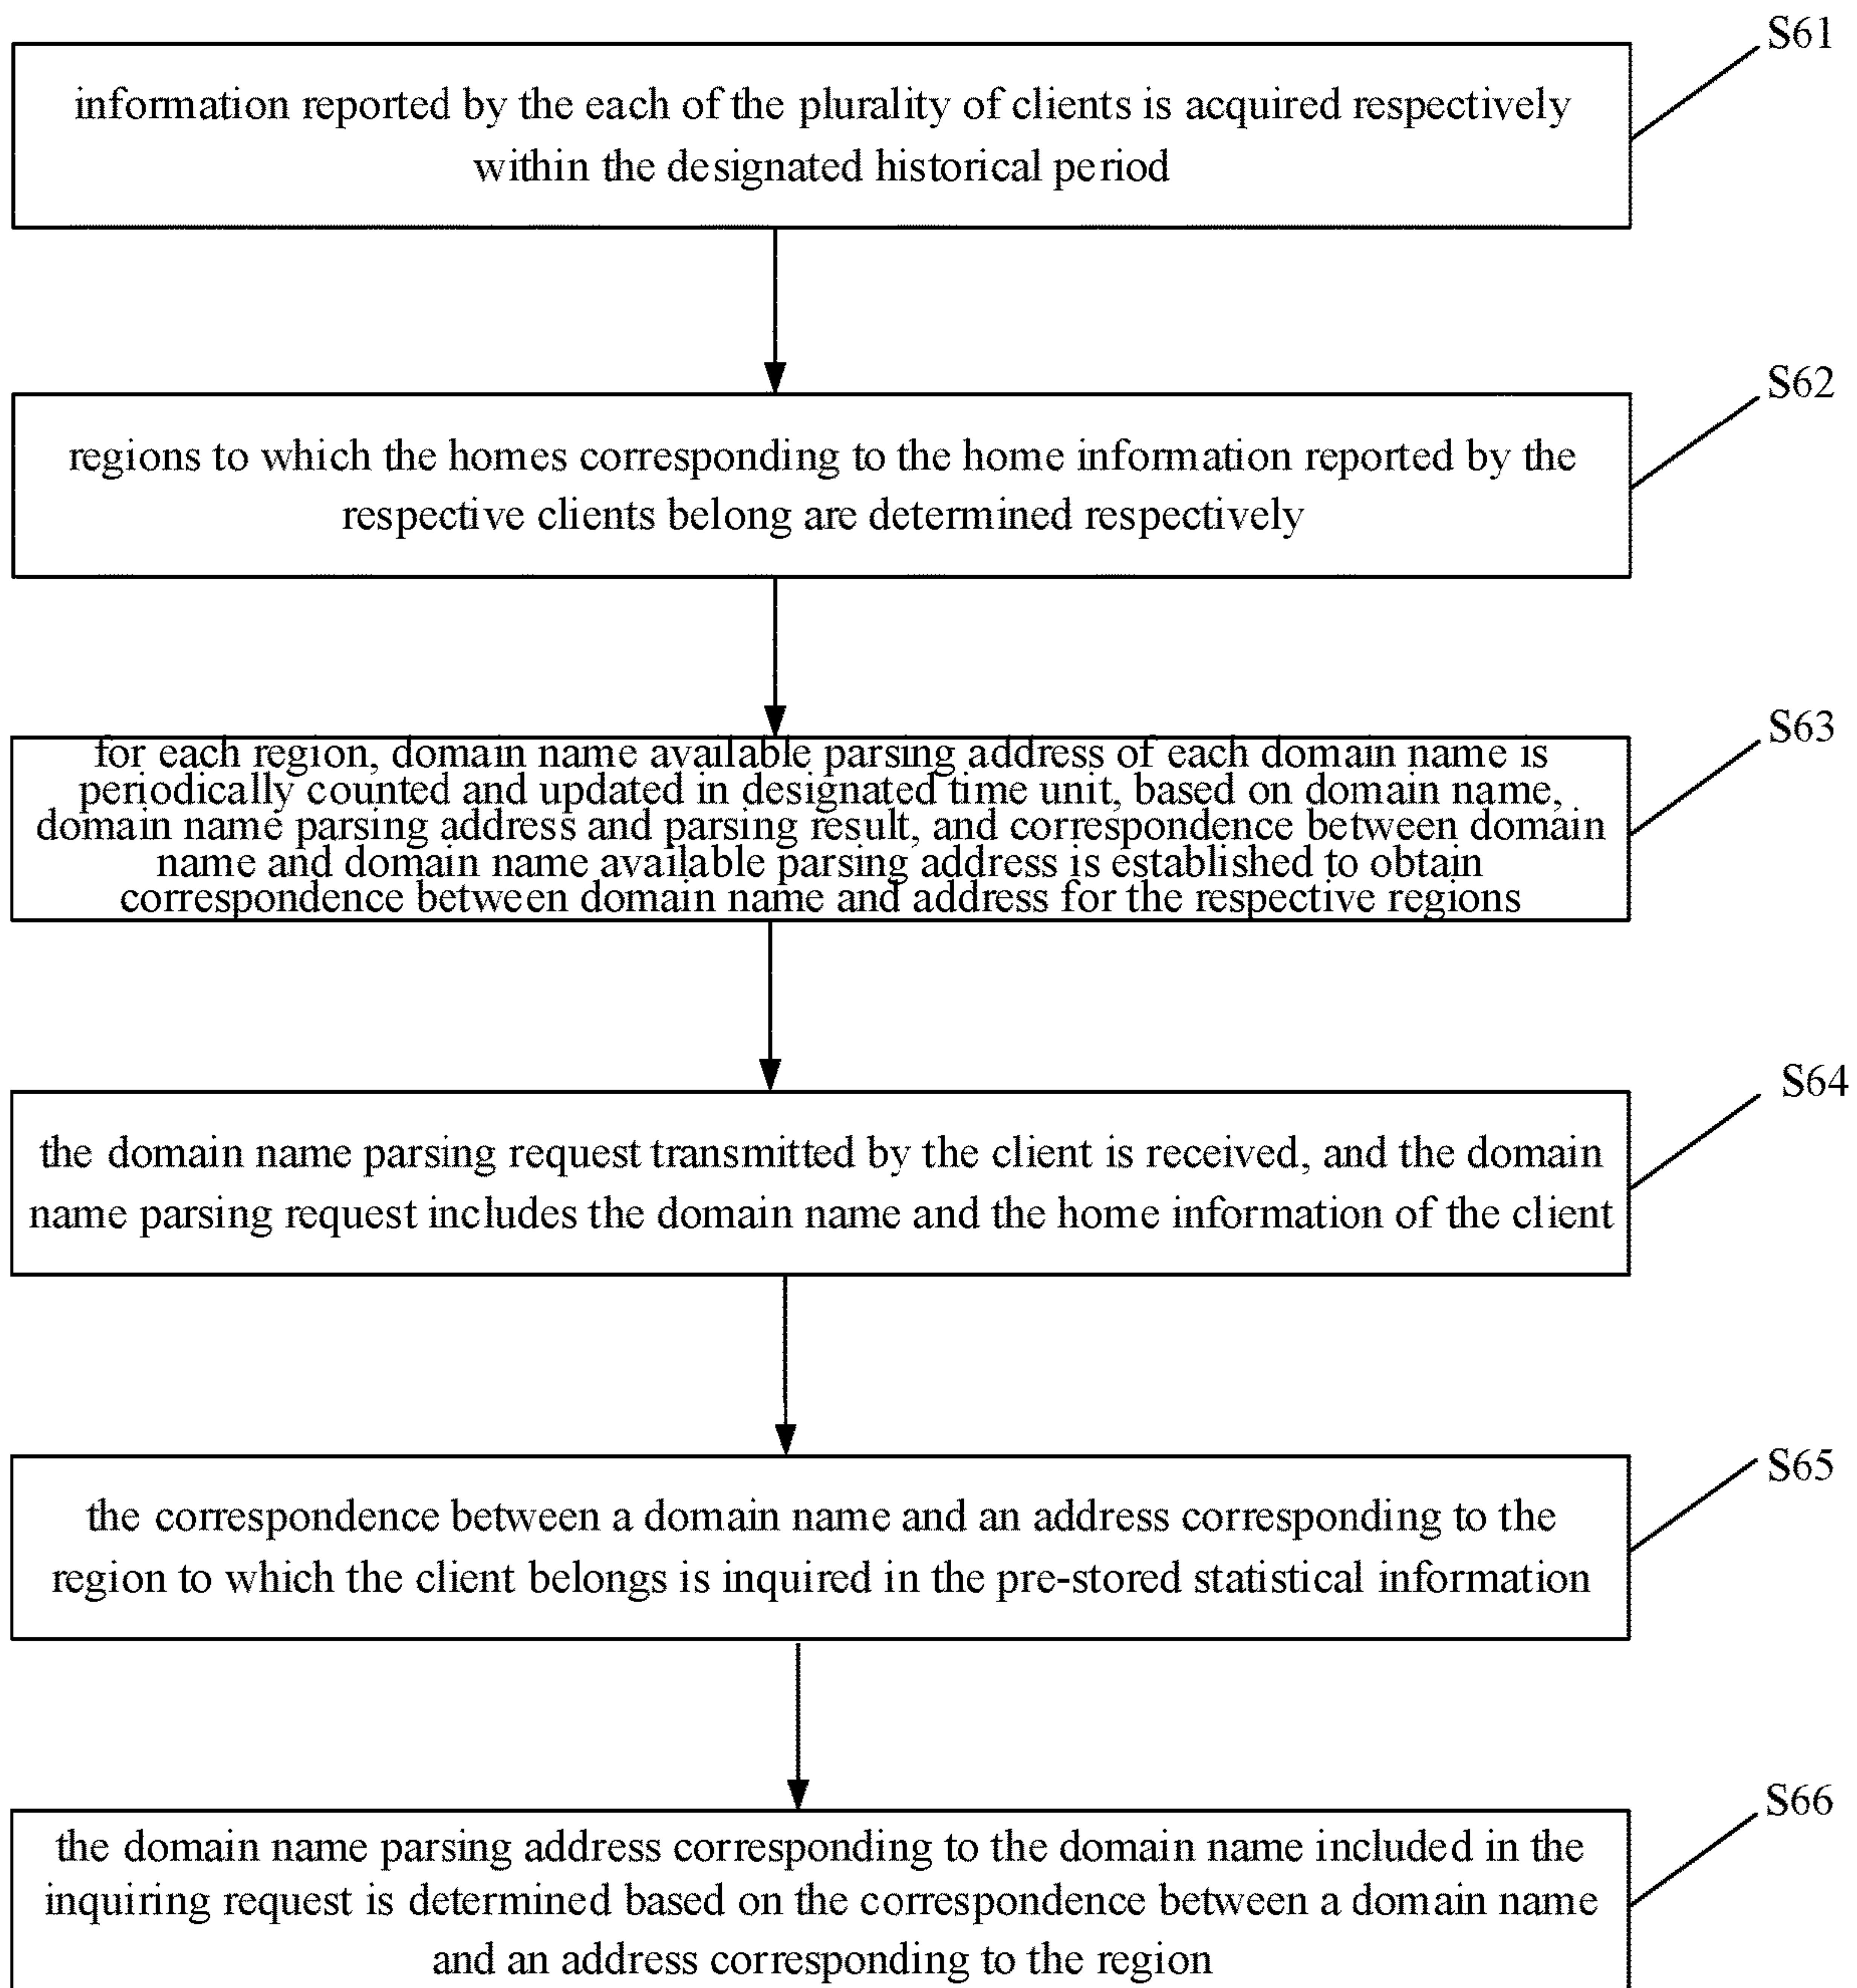 S61
information reported by the each of the plurality of clients is acquired respectively
within the designated historical period
S62
regions to which the homes corresponding to the home information reported by the
respective clients belong are determined respectively
S63
for each region, domain name available parsing address of each domain name is
periodically counted and updated in designated time unit, based on domain name,
domain name parsing address and parsing result, and correspondence between domain
name and domain name available parsing address is established to obtain
correspondence between domain name and address for the respective regions
S64
the domain name parsing request transmitted by the client is received, and the domain
name parsing request includes the domain name and the home information of the client
S65
the correspondence between a domain name and an address corresponding to the
region to which the client belongs is inquired in the pre-stored statistical information
S66
the domain name parsing address corresponding to the domain name included in the
inquiring request is determined based on the correspondence between a domain name
and an address corresponding to the region